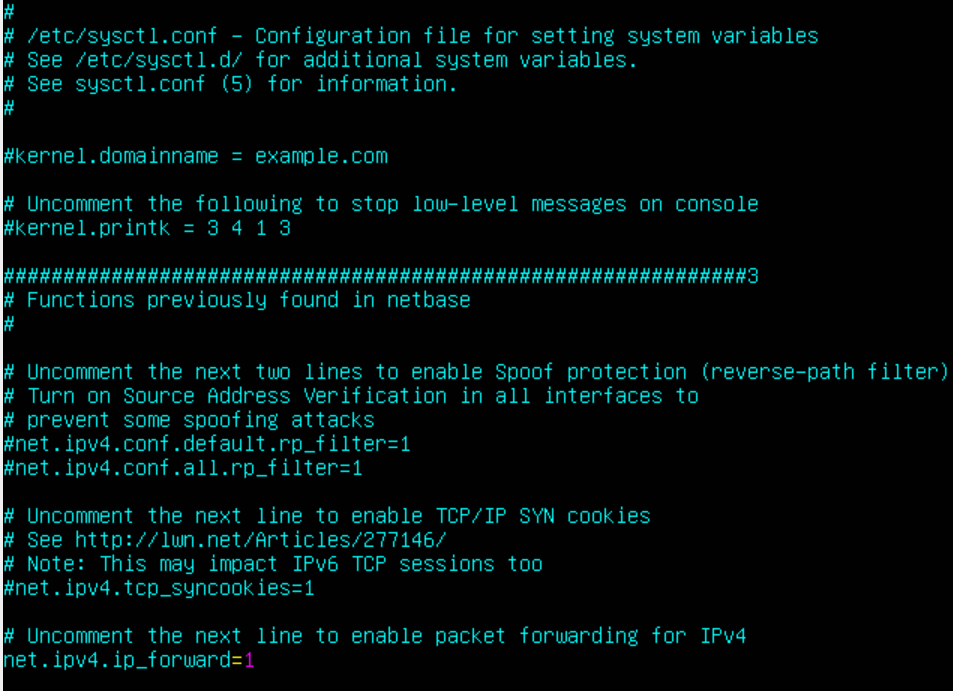 #
# /etc/sysctl.conf - Configuration file for setting system variables
# See /etc/sysctl.d/ for additional system variables.
# See sysctl.conf (5) for information.
#
#kernel.domainname = example.com
# Uncomment the following to stop low-level messages on console
#kernel.printk = 3 4 1 3
##############################################################3
# Functions previously found in netbase
#
# Uncomment the next two lines to enable Spoof protection (reverse-path filter)
# Turn on Source Address Verification in all interfaces to
# prevent some spoofing attacks
#net.ipv4.conf.default.rp_filter=1
#net.ipv4.conf.all.rp_filter=1
# Uncomment the next line to enable TCP/IP SYN cookies
# See http://lwn.net/Articles/277146/
# Note: This may impact IPv6 TCP sessions too
#net.ipv4.tcp_syncookies=1
# Uncomment the next line to enable packet forwarding for IPv4
net.ipv4.ip_forward=1